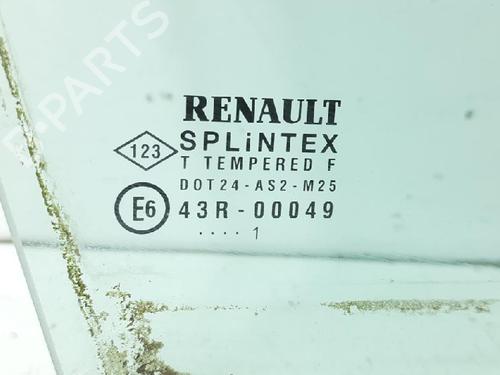 B-PARTS
RENAULT
SPLiNTEX
123
T TEMPERED F
DOT24-AS2-M25
E6
43R-00049
.... 1